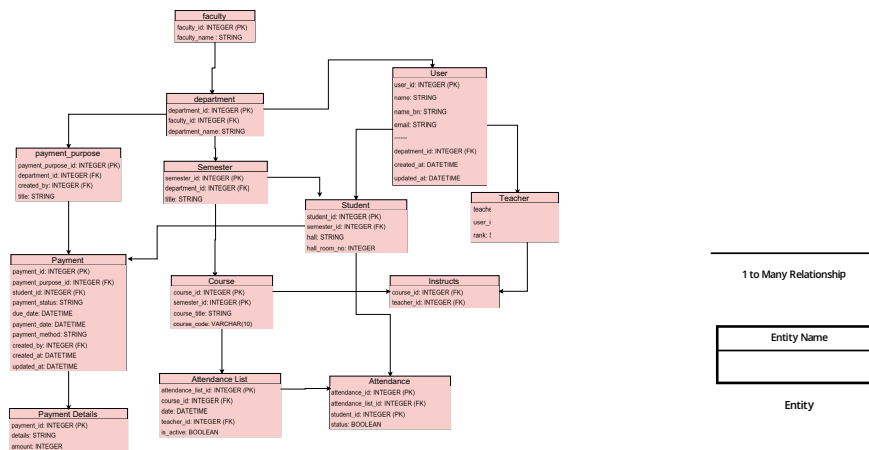 faculty
faculty_id: INTEGER (PK)
faculty_name : STRING
User
user_id: INTEGER (PK)
name: STRING
name_bn: STRING
email: STRING
------
depatment_id: INTEGER (FK)
created_at: DATETIME
updated_at: DATETIME
department
department_id: INTEGER (PK)
faculty_id: INTEGER (FK)
department_name: STRING
payment_purpose
payment_purpose_id: INTEGER (PK)
department_id: INTEGER (FK)
created_by: INTEGER (FK)
title: STRING
Semester
semester_id: INTEGER (PK)
department_id: INTEGER (FK)
title: STRING
Student
student_id: INTEGER (PK)
semester_id: INTEGER (FK)
hall: STRING
hall_room_no: INTEGER
Teacher
teache
user_i
rank:
Payment
payment_id: INTEGER (PK)
payment_purpose_id: INTEGER (FK)
student_id: INTEGER (FK)
payment_status: STRING
due_date: DATETIME
payment_date: DATETIME
payment_method: STRING
created_by: INTEGER (FK)
created_at: DATETIME
updated_at: DATETIME
Course
course_id: INTEGER (PK)
semester_id: INTEGER (PK)
course_title: STRING
course_code: VARCHAR(10)
Instructs
course_id: INTEGER (FK)
teacher_id: INTEGER (FK)
1 to Many Relationship
Entity Name
Entity
Attendance List
attendance_list_id: INTEGER (PK)
course_id: INTEGER (FK)
date: DATETIME
teacher_id: INTEGER (FK)
is_active: BOOLEAN
Attendance
attendance_id: INTEGER (PK)
attendance_list_id: INTEGER (FK)
student_id: INTEGER (PK)
status: BOOLEAN
Payment Details
payment_id: INTEGER (PK)
details: STRING
amount: INTEGER